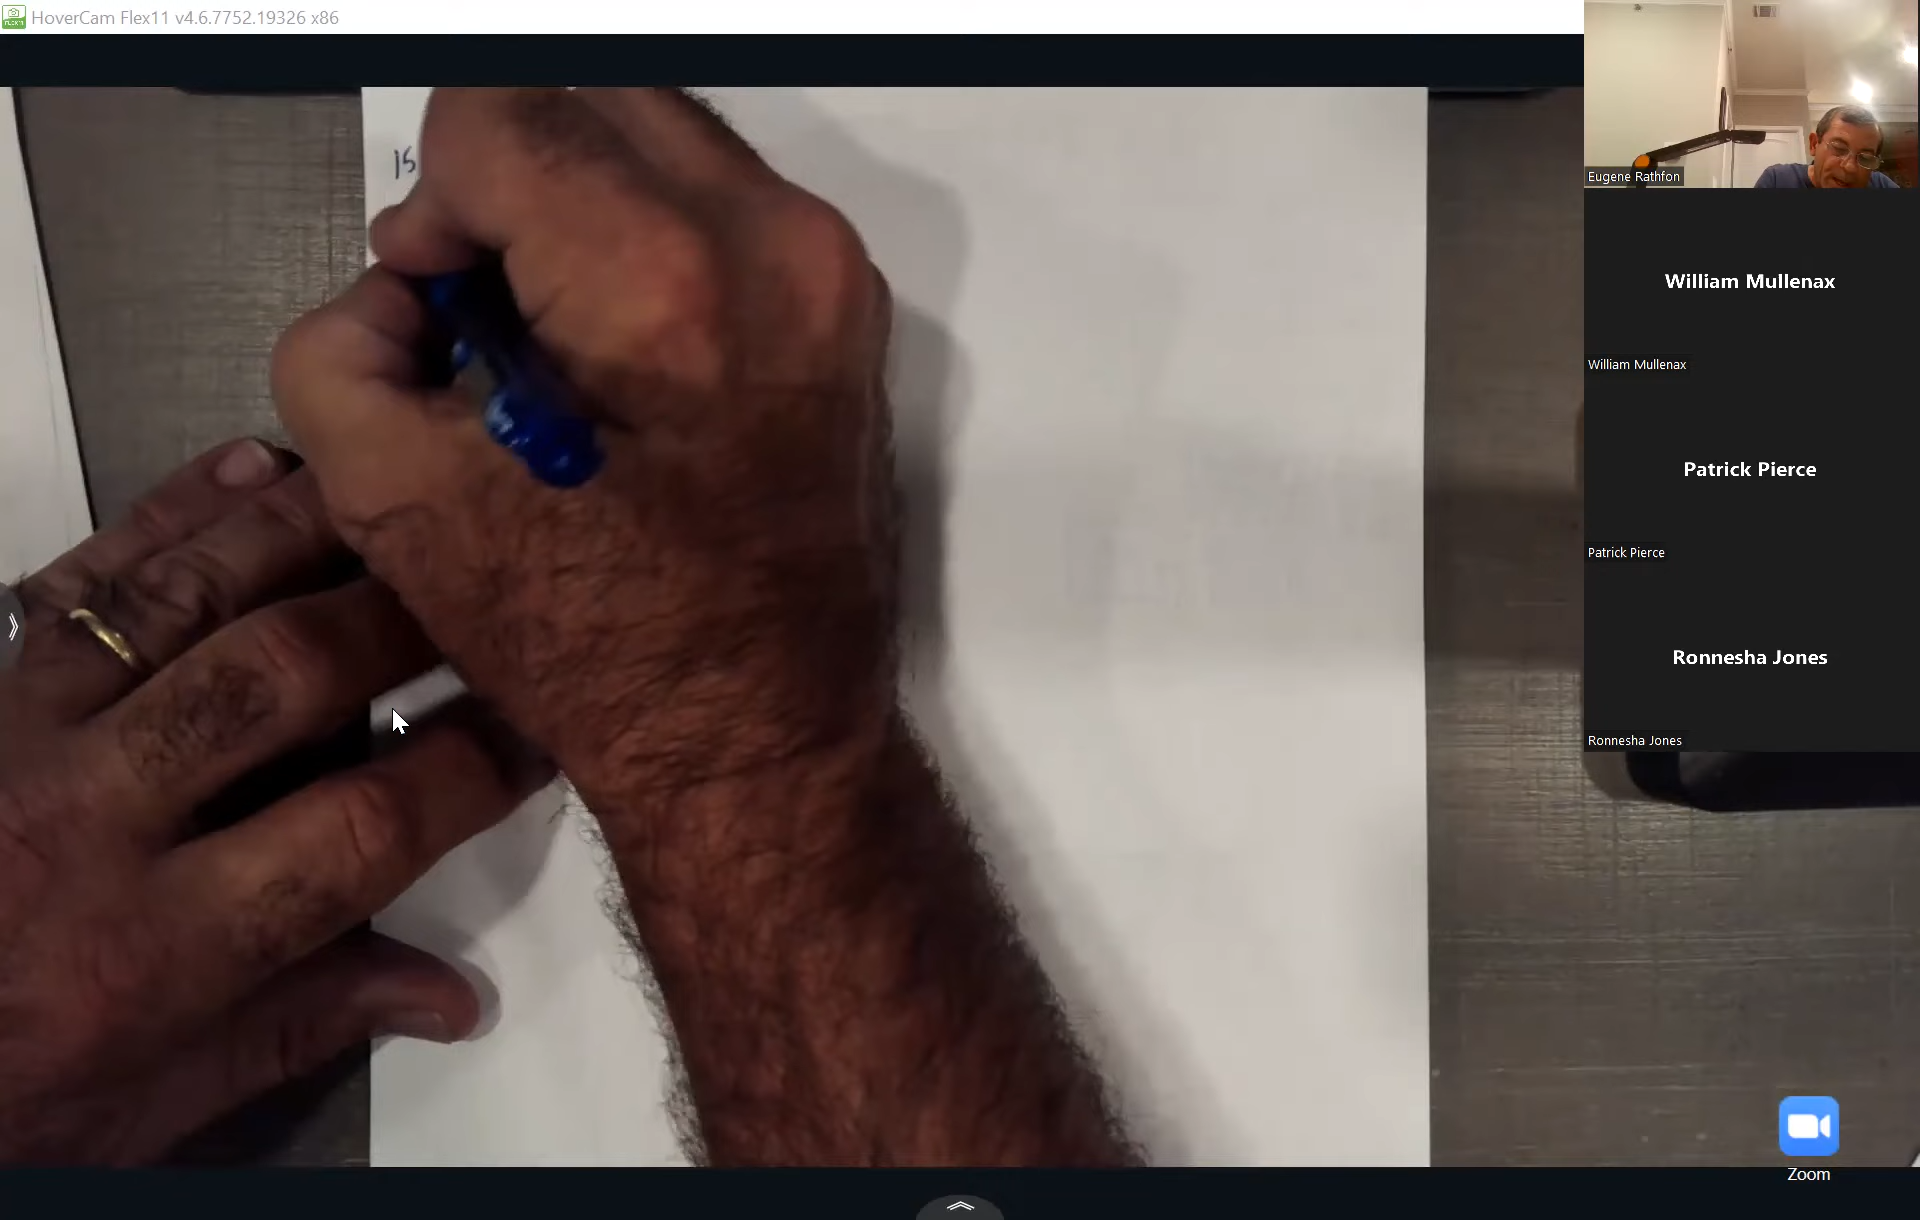 HoverCam Flex11 v4.6.7752.19326 x86
15
Eugene Rathfon
William Mullenax
William Mullenax
Patrick Pierce
Patrick Pierce
Ronnesha Jones
Ronnesha Jones
Zoom